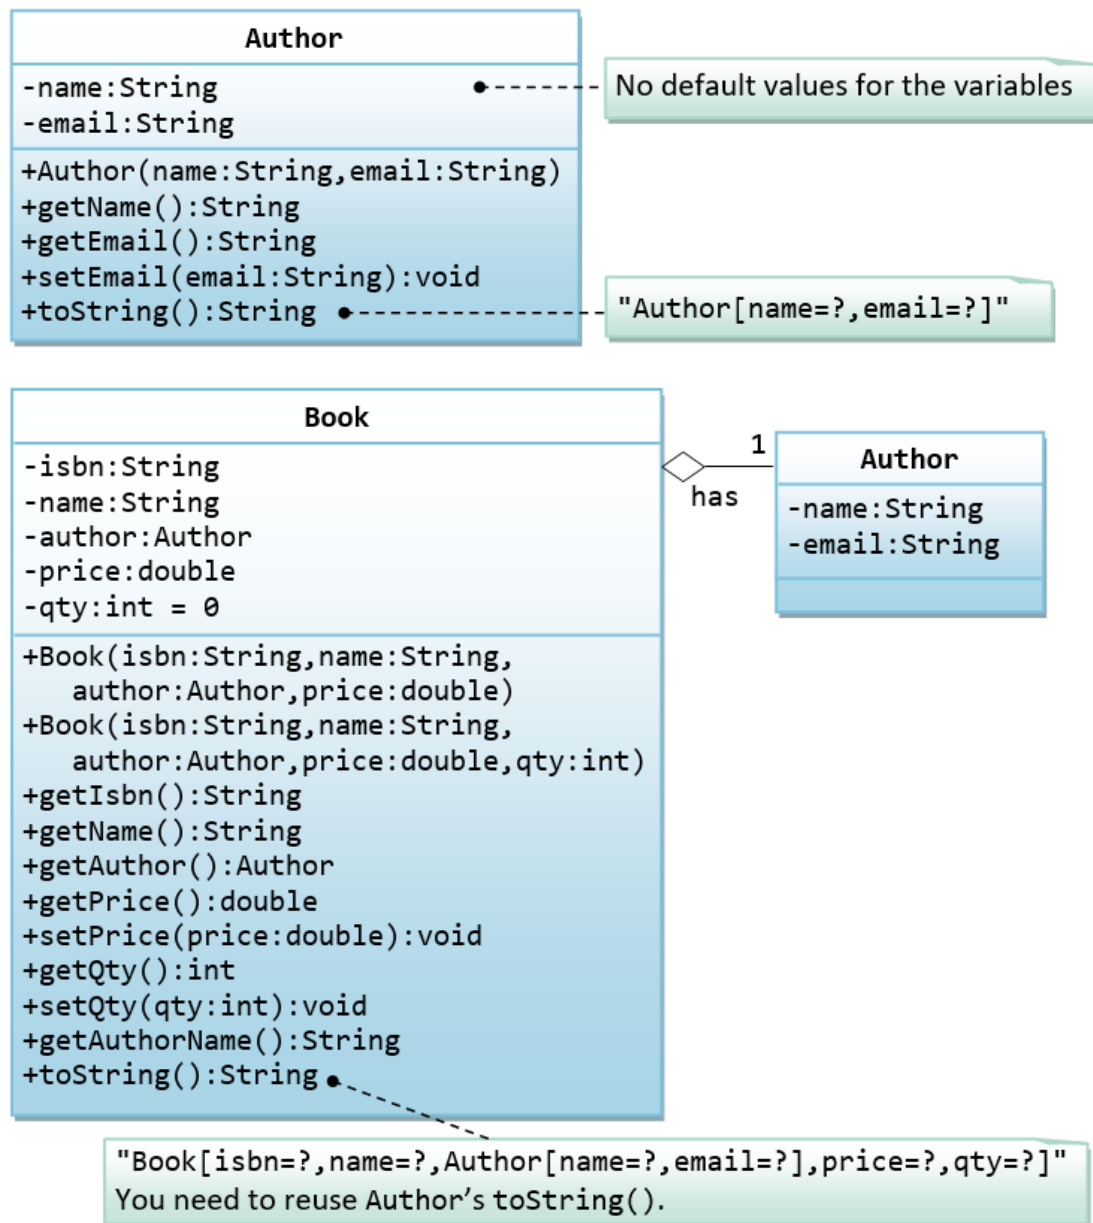 Author
-name:String
-email:String
No default values for the variables
+Author(name:String,email:String)
+getName():String
+getEmail():String
+setEmail(email:String):void
+toString():String
"Author[name=?,email=?]"
Book
-isbn:String
-name:String
-author:Author
-price:double
-qty:int = 0
1
has
Author
-name:String
-email:String
+Book(isbn:String,name:String,
author:Author,price:double)
+Book(isbn:String,name:String,
author:Author,price:double,qty:int)
+getIsbn():String
+getName():String
+getAuthor():Author
+getPrice():double
+setPrice(price:double):void
+getQty():int
+setQty(qty:int):void
+getAuthorName():String
+toString():String
"Book[isbn=?,name=?,Author[name=?,email=?],price=?,qty=?]"
You need to reuse Author's toString().